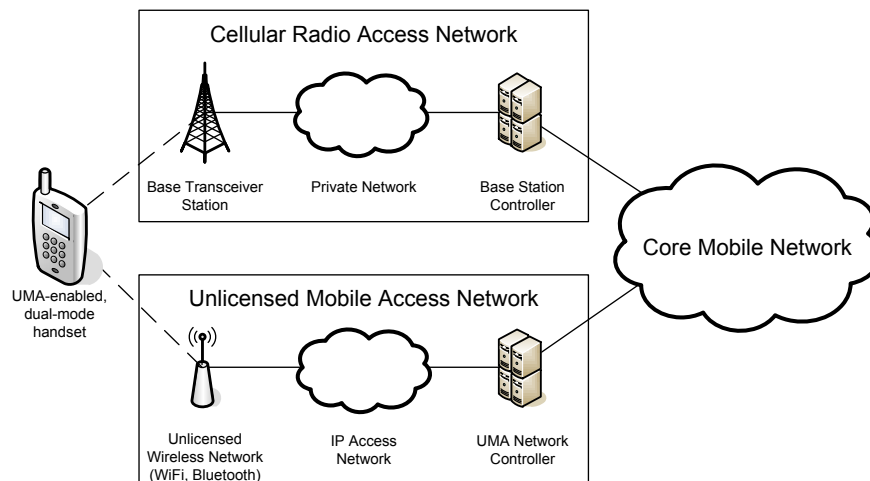 Cellular Radio Access Network
Base Transceiver
Station
Private Network
Base Station
Controller
Core Mobile Network
UMA-enabled,
dual-mode
handset
Unlicensed Mobile Access Network
Unlicensed
Wireless Network
(WiFi, Bluetooth)
IP Access
Network
UMA Network
Controller